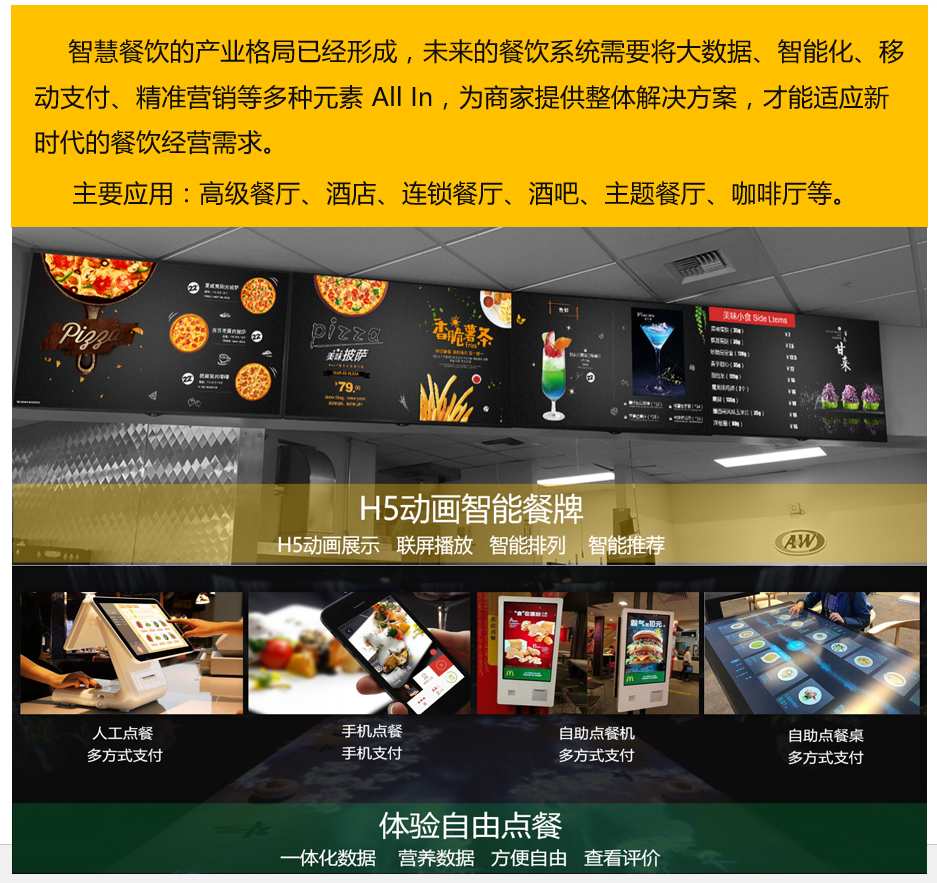 智慧餐饮的产业格局已经形成，未来的餐饮系统需要将大数据、智能化、移
动支付、精准营销等多种元素 All In，为商家提供整体解决方案，才能适应新
时代的餐饮经营需求。
主要应用：高级餐厅、酒店、连锁餐厅、酒吧、主题餐厅、咖啡厅等。
Pizza
pizza
美味披萨
¥79.00
香脆薯条
美味小食 Side Items
甘果
H5动画智能餐牌
H5动画展示 联屏播放 智能排列 智能推荐
AW
人工点餐
多方式支付
手机点餐
手机支付
自助点餐机
多方式支付
自助点餐桌
多方式支付
体验自由点餐
一体化数据 营养数据 方便自由 查看评价